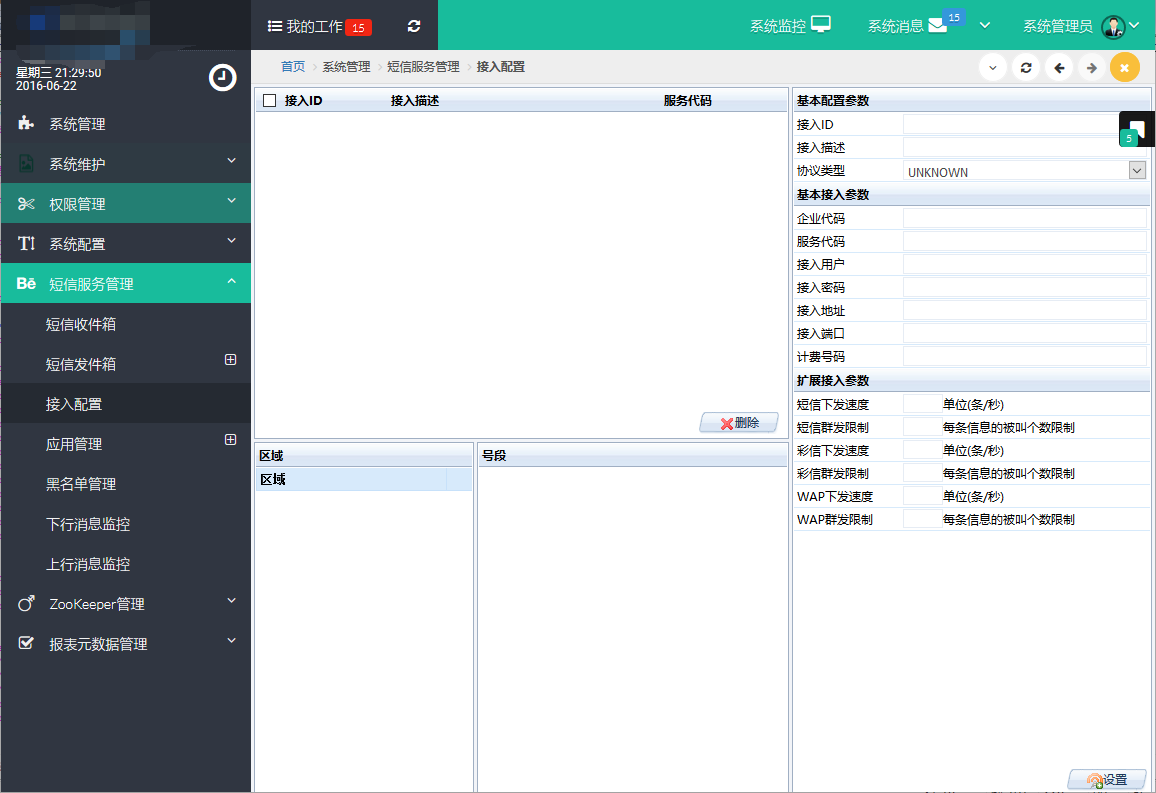 我的工作 15
系统监控
系统消息 15
系统管理员
星期三 21:29:50
2016-06-22
系统管理
系统维护
权限管理
系统配置
Bē 短信服务管理
短信收件箱
短信发件箱
接入配置
应用管理
黑名单管理
下行消息监控
上行消息监控
ZooKeeper管理
报表元数据管理
首页 系统管理 短信服务管理 接入配置
接入ID 接入描述 服务代码
删除
区域
区域
号段
基本配置参数
接入ID
5
接入描述
协议类型 UNKNOWN
基本接入参数
企业代码
服务代码
接入用户
接入密码
接入地址
接入端口
计费号码
扩展接入参数
短信下发速度 单位(条/秒)
短信群发限制 每条信息的被叫个数限制
彩信下发速度 单位(条/秒)
彩信群发限制 每条信息的被叫个数限制
WAP下发速度 单位(条/秒)
WAP群发限制 每条信息的被叫个数限制
设置